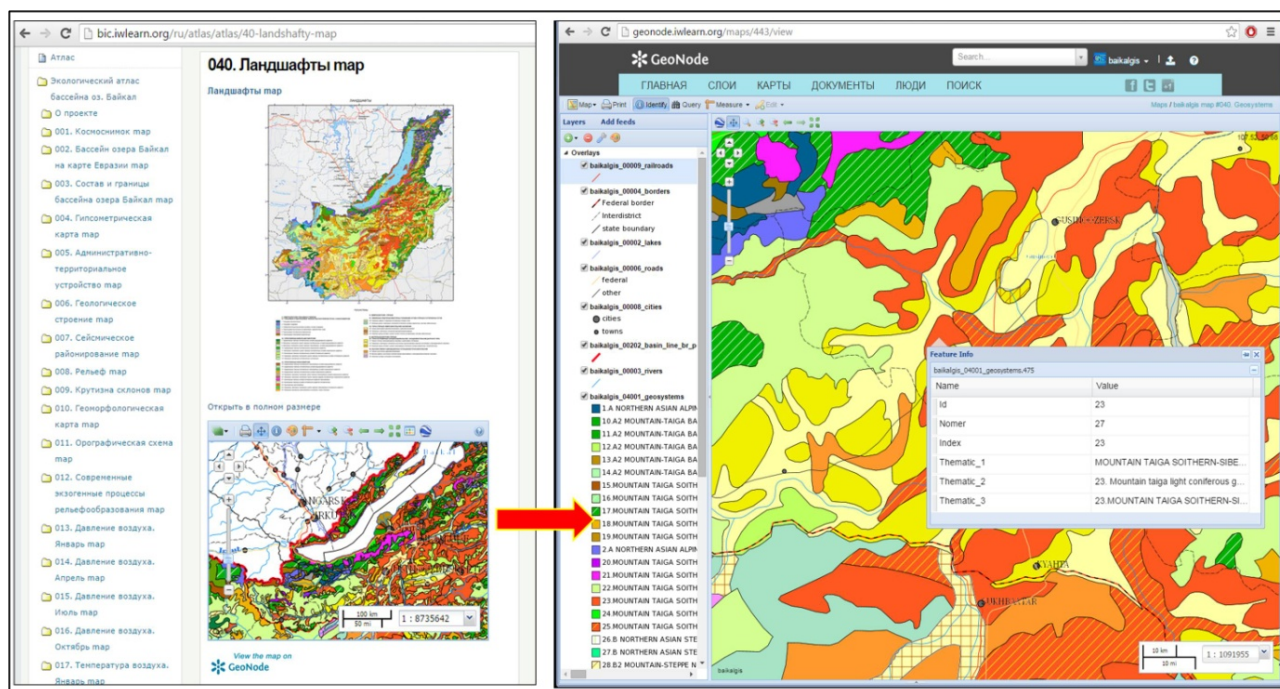 bic.iwlearn.org/ru/atlas/atlas/40-landshafty-map
Атлас
Экологический атлас
бассейна оз. Байкал
О проекте
001. Космоснимок map
002. Бассейн озера Байкал
на карте Евразии map
003. Состав и границы
бассейна озера Байкал map
004. Гипсометрическая
карта map
005. Административно-
территориальное
устройство map
006. Геологическое
строение map
007. Сейсмическое
районирование map
008. Рельеф map
009. Крутизна склонов map
010. Геоморфологическая
карта map
011. Орографическая схема
map
012. Современные
экзогенные процессы
рельефообразования map
013. Давление воздуха.
Январь map
014. Давление воздуха.
Апрель map
015. Давление воздуха.
Июль map
016. Давление воздуха.
Октябрь map
017. Температура воздуха.
Январь map
040. Ландшафты map
Ландшафты map
Открыть в полном размере
100 km
50 mi
1 : 8735642
View the map on
GeoNode
geonode.iwlearn.org/maps/443/view
GeoNode
Search...
baikalgis
ГЛАВНАЯ СЛОИ КАРТЫ ДОКУМЕНТЫ ЛЮДИ ПОИСК
Map Print Identify Query Measure Edit
Maps / baikalgis map #040. Geosystems
Layers Add feeds
Overlays
baikalgis_00009_railroads
baikalgis_00004_borders
Federal border
Interdistrict
state boundary
baikalgis_00002_lakes
baikalgis_00006_roads
federal
other
baikalgis_00008_cities
cities
towns
baikalgis_00202_basin_line_br_p
baikalgis_00003_rivers
baikalgis_04001_geosystems
1.A NORTHERN ASIAN ALPIN
10.A2 MOUNTAIN-TAIGA BA
11.A2 MOUNTAIN-TAIGA BA
12.A2 MOUNTAIN-TAIGA BA
13.A2 MOUNTAIN-TAIGA BA
14.A2 MOUNTAIN-TAIGA BA
15.MOUNTAIN TAIGA SOITH
16.MOUNTAIN TAIGA SOITH
17.MOUNTAIN TAIGA SOITH
18.MOUNTAIN TAIGA SOITH
19.MOUNTAIN TAIGA SOITH
2.A NORTHERN ASIAN ALPIN
20.MOUNTAIN TAIGA SOITH
21.MOUNTAIN TAIGA SOITH
22.MOUNTAIN TAIGA SOITH
23.MOUNTAIN TAIGA SOITH
24.MOUNTAIN TAIGA SOITH
25.MOUNTAIN TAIGA SOITH
26.B NORTHERN ASIAN STE
27.B NORTHERN ASIAN STE
28.B2 MOUNTAIN-STEPPE N
Feature Info
baikalgis_04001_geosystems.475
Name Value
Id 23
Nomer 27
Index 23
Thematic_1 MOUNTAIN TAIGA SOITHERN-SIBE...
Thematic_2 23. Mountain taiga light coniferous g...
Thematic_3 23.MOUNTAIN TAIGA SOITHERN-SI...
KYAHTA
10 km
10 mi
1 : 1091955
baikalgis